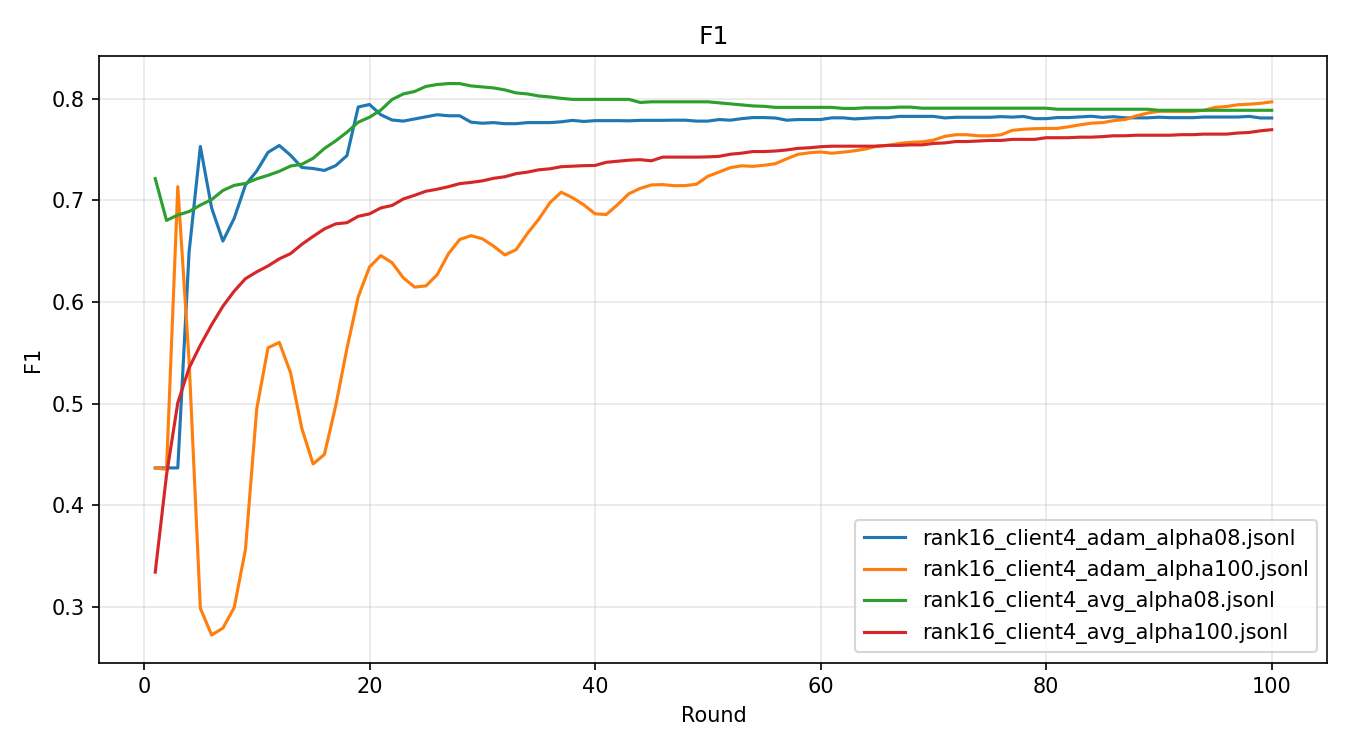 F1
0.8
0.7
0.6
0.5
0.4
0.3
F1
0 20 40 60 80 100
Round
rank16_client4_adam_alpha08.jsonl
rank16_client4_adam_alpha100.jsonl
rank16_client4_avg_alpha08.jsonl
rank16_client4_avg_alpha100.jsonl